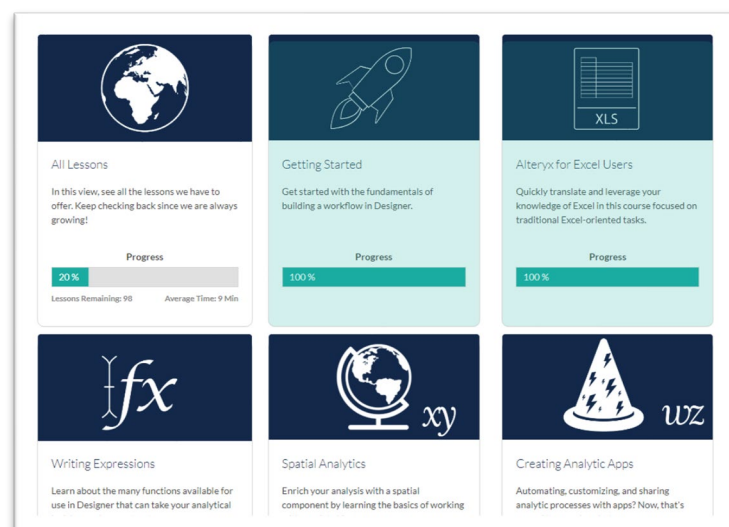 XLS
All Lessons
In this view, see all the lessons we have to
offer. Keep checking back since we are always
growing!
Progress
20 %
Lessons Remaining: 98 Average Time: 9 Min
Getting Started
Get started with the fundamentals of
building a workflow in Designer.
Progress
100 %
Alteryx for Excel Users
Quickly translate and leverage your
knowledge of Excel in this course focused on
traditional Excel-oriented tasks.
Progress
100 %
fx
Writing Expressions
Learn about the many functions available for
use in Designer that can take your analytical
xy
Spatial Analytics
Enrich your analysis with a spatial
component by learning the basics of working
wz
Creating Analytic Apps
Automating, customizing, and sharing
analytic processes with apps? Now, that's